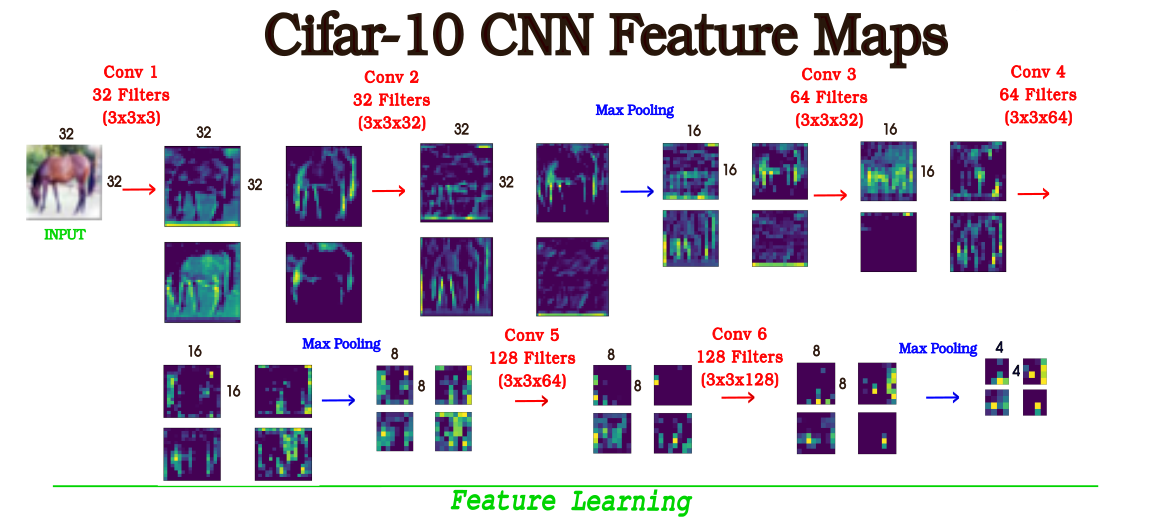 Cifar-10 CNN Feature Maps
Conv 1
32 Filters
(3x3x3)
Conv 2
32 Filters
(3x3x32)
Max Pooling
Conv 3
64 Filters
(3x3x32)
Conv 4
64 Filters
(3x3x64)
32
32
INPUT
32
32
32
32
16
16
16
16
Max Pooling
Conv 5
128 Filters
(3x3x64)
Conv 6
128 Filters
(3x3x128)
Max Pooling
16
16
8
8
8
8
8
8
4
4
Feature Learning